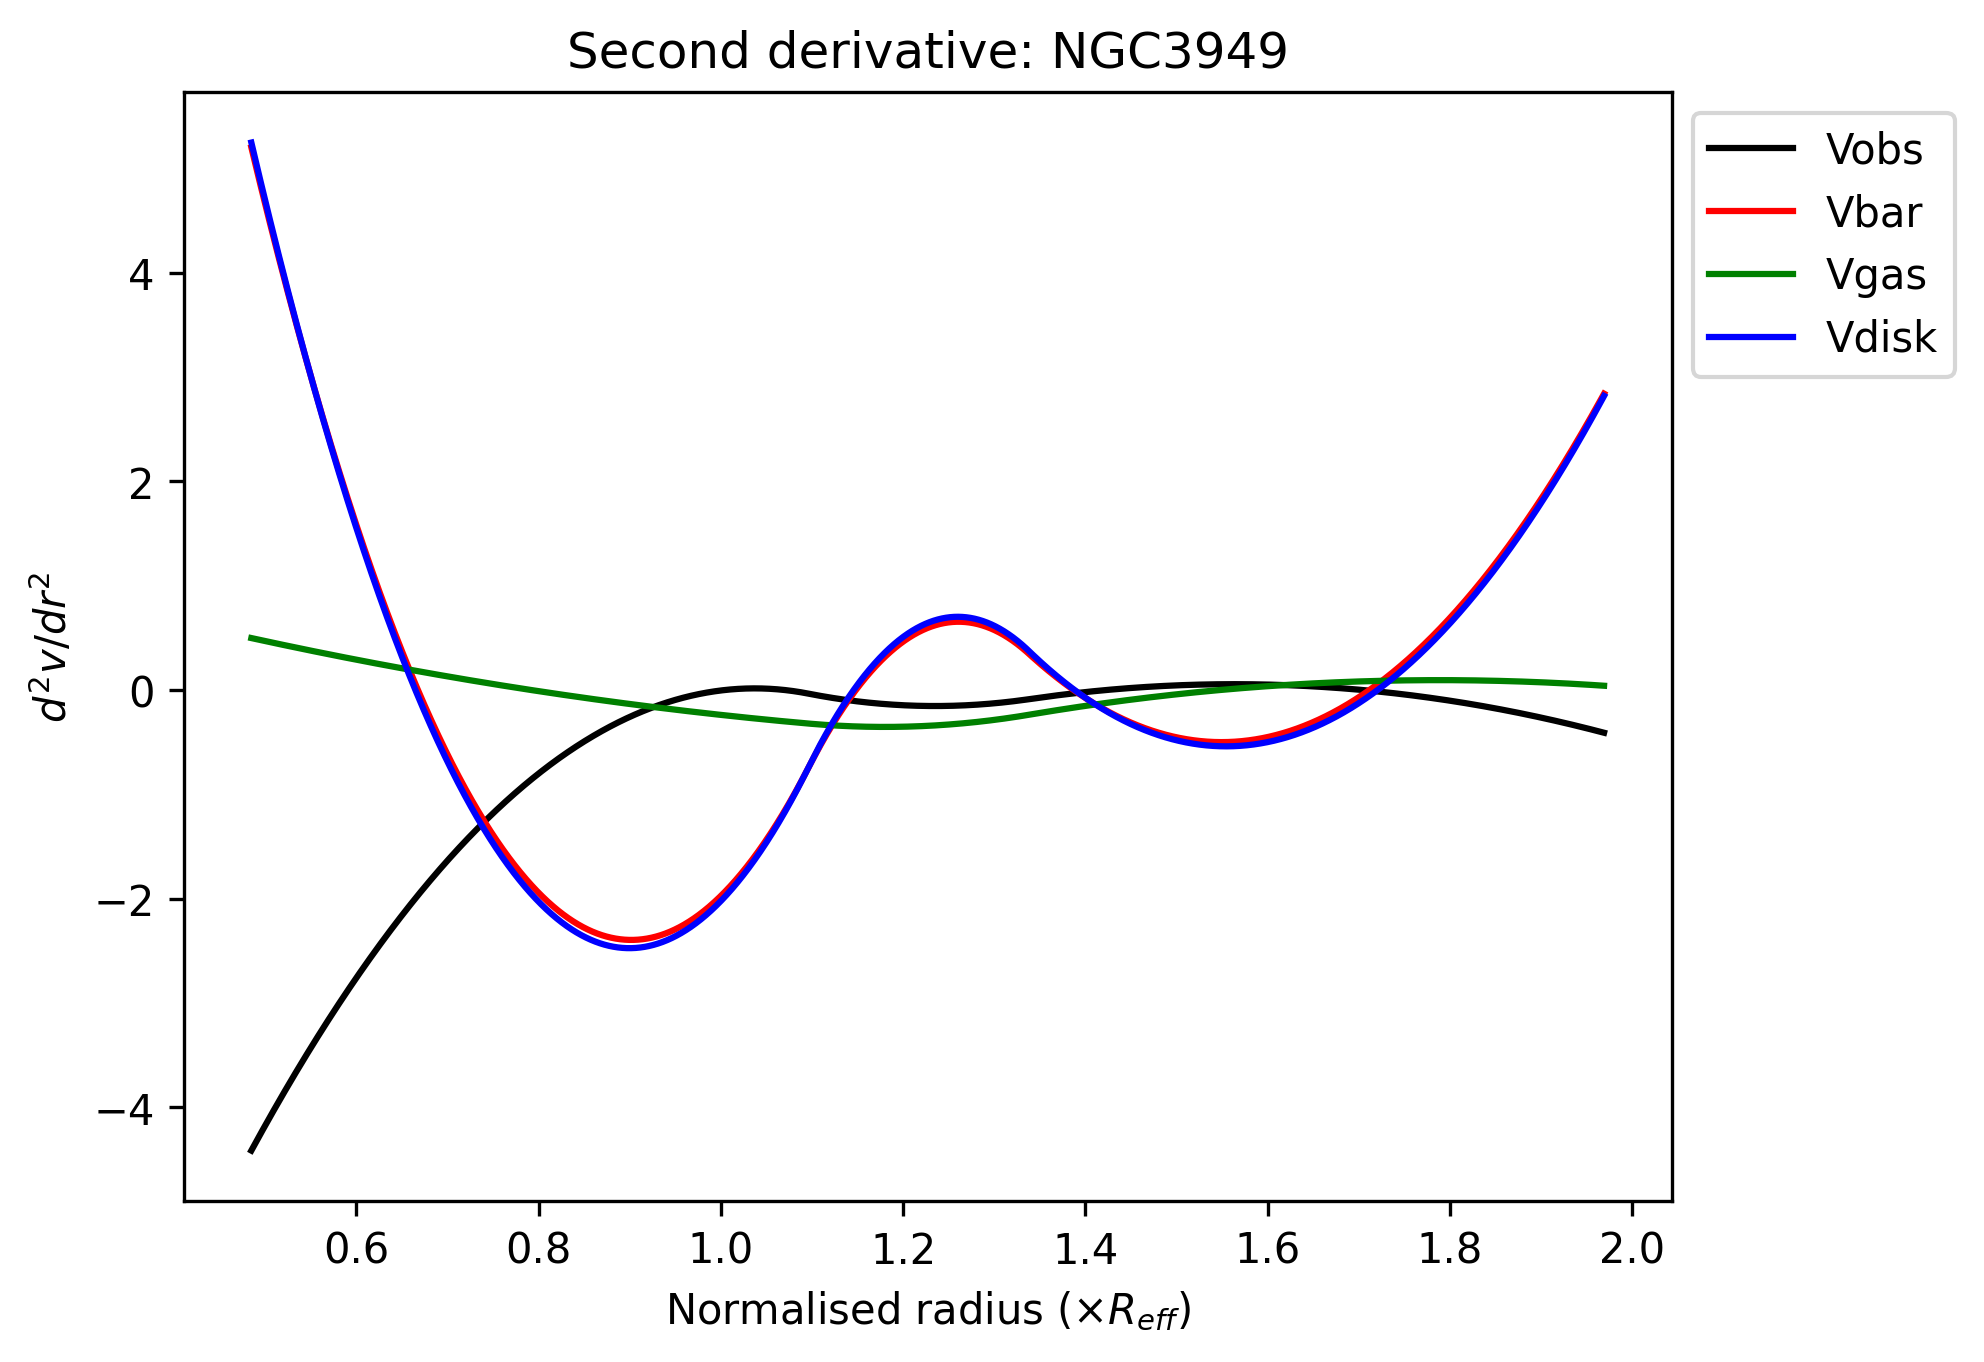 Second derivative: NGC3949
Vobs
Vbar
Vgas
Vdisk
d²v/dr²
4
2
0
−2
−4
0.6 0.8 1.0 1.2 1.4 1.6 1.8 2.0
Normalised radius (×R_eff)